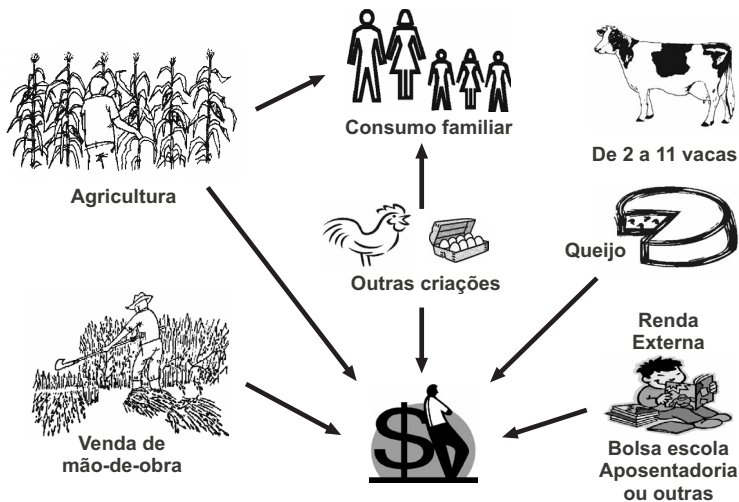 Consumo familiar
De 2 a 11 vacas
Agricultura
Queijo
Outras criações
Renda
Externa
Venda de
mão-de-obra
$
Bolsa escola
Aposentadoria
ou outras